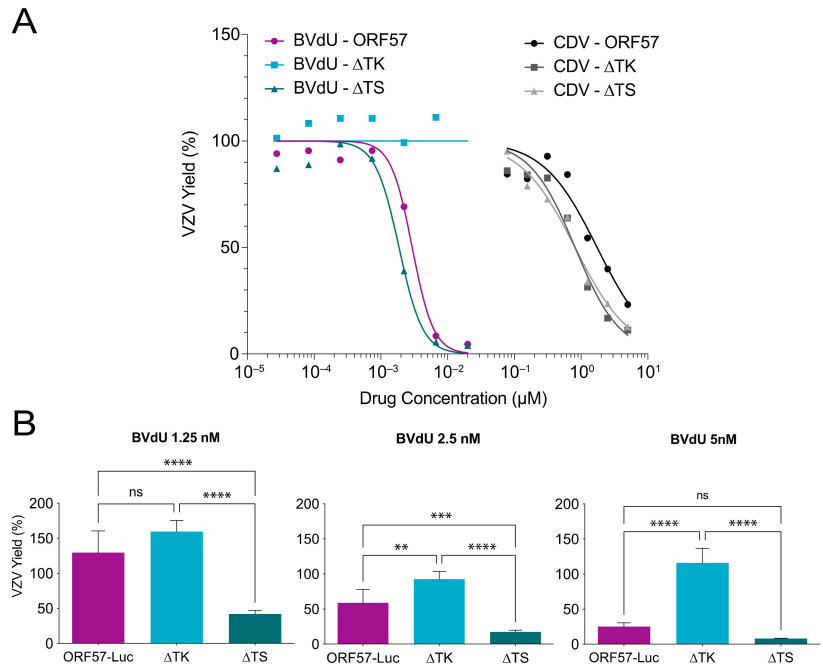 A
BVdU - ORF57
BVdU - ΔTK
BVdU - ΔTS
CDV - ORF57
CDV - ΔTK
CDV - ΔTS
VZV Yield (%)
150
100
50
0
10⁻⁵ 10⁻⁴ 10⁻³ 10⁻² 10⁻¹ 10⁰ 10¹
Drug Concentration (μM)
B
BVdU 1.25 nM
****
ns ****
VZV Yield (%)
200
150
100
50
0
ORF57-Luc ΔTK ΔTS
BVdU 2.5 nM
***
** ****
200
150
100
50
0
ORF57-Luc ΔTK ΔTS
BVdU 5nM
ns
**** ****
200
150
100
50
0
ORF57-Luc ΔTK ΔTS